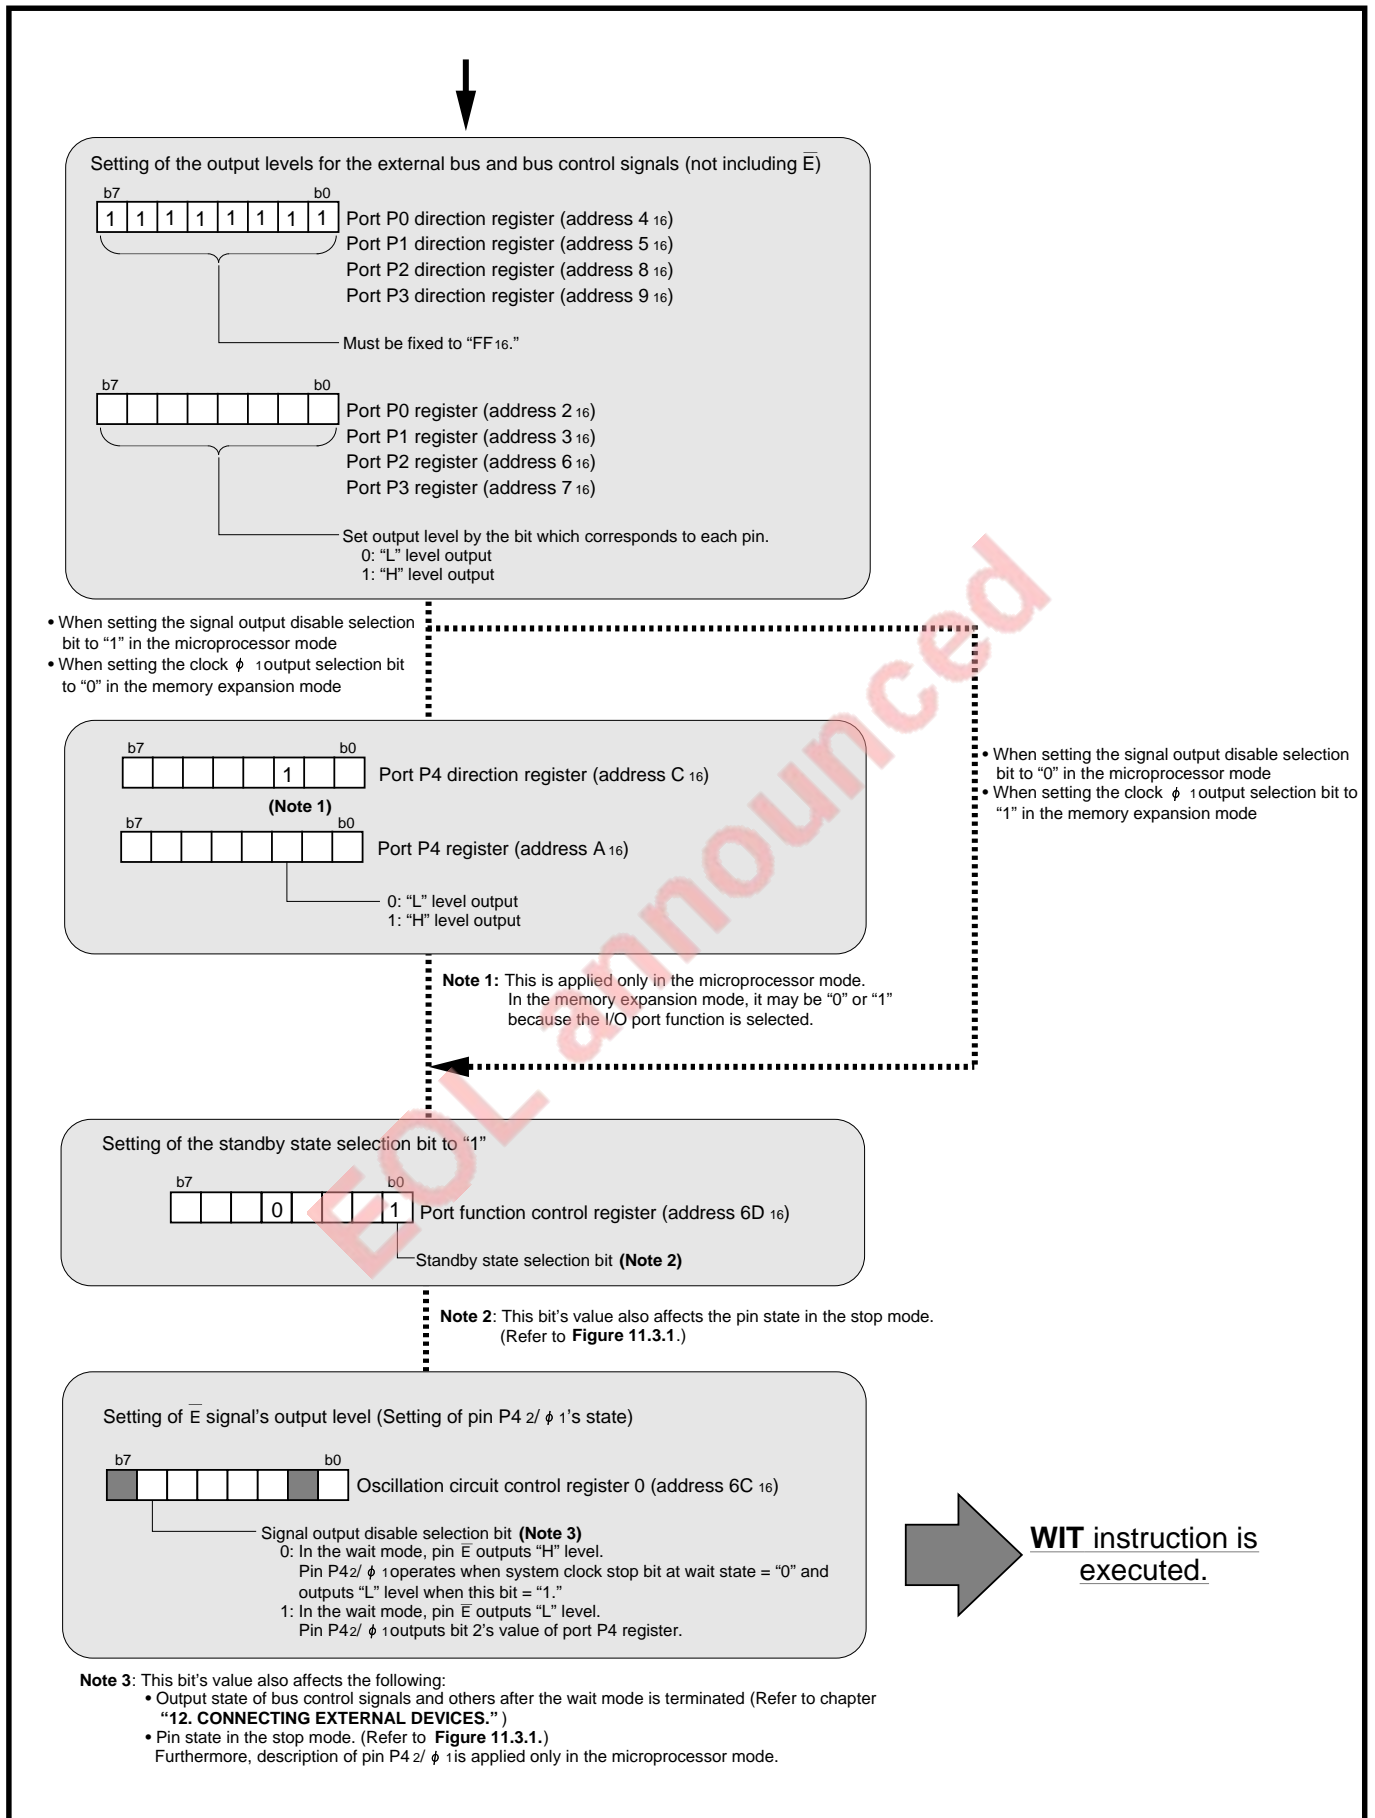 Setting of the output levels for the external bus and bus control signals (not including E̅)
b7 b0
1 1 1 1 1 1 1 1 Port P0 direction register (address 4 16)
Port P1 direction register (address 5 16)
Port P2 direction register (address 8 16)
Port P3 direction register (address 9 16)
Must be fixed to “FF16.”
b7 b0
Port P0 register (address 2 16)
Port P1 register (address 3 16)
Port P2 register (address 6 16)
Port P3 register (address 7 16)
Set output level by the bit which corresponds to each pin.
0: “L” level output
1: “H” level output
• When setting the signal output disable selection
bit to “1” in the microprocessor mode
• When setting the clock ϕ 1 output selection bit
to “0” in the memory expansion mode
• When setting the signal output disable selection
bit to “0” in the microprocessor mode
• When setting the clock ϕ 1 output selection bit to
“1” in the memory expansion mode
b7 b0
1 Port P4 direction register (address C 16)
(Note 1)
b7 b0
Port P4 register (address A 16)
0: “L” level output
1: “H” level output
Note 1: This is applied only in the microprocessor mode.
In the memory expansion mode, it may be “0” or “1”
because the I/O port function is selected.
Setting of the standby state selection bit to “1”
b7 b0
0 1 Port function control register (address 6D 16)
Standby state selection bit (Note 2)
Note 2: This bit’s value also affects the pin state in the stop mode.
(Refer to Figure 11.3.1.)
Setting of E̅ signal’s output level (Setting of pin P4 2/ ϕ 1’s state)
b7 b0
Oscillation circuit control register 0 (address 6C 16)
Signal output disable selection bit (Note 3)
0: In the wait mode, pin E̅ outputs “H” level.
Pin P42/ ϕ 1 operates when system clock stop bit at wait state = “0” and
outputs “L” level when this bit = “1.”
1: In the wait mode, pin E̅ outputs “L” level.
Pin P42/ ϕ 1 outputs bit 2’s value of port P4 register.
WIT instruction is
executed.
Note 3: This bit’s value also affects the following:
• Output state of bus control signals and others after the wait mode is terminated (Refer to chapter
“12. CONNECTING EXTERNAL DEVICES.” )
• Pin state in the stop mode. (Refer to Figure 11.3.1.)
Furthermore, description of pin P4 2/ ϕ 1 is applied only in the microprocessor mode.
EOL announced